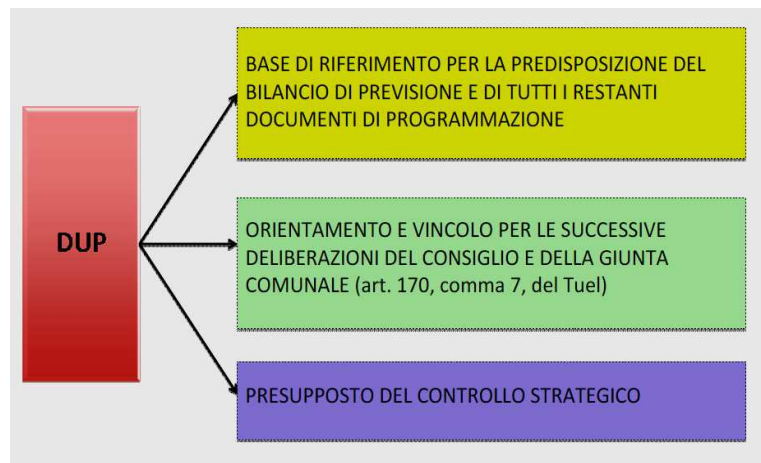 DUP
BASE DI RIFERIMENTO PER LA PREDISPOSIZIONE DEL
BILANCIO DI PREVISIONE E DI TUTTI I RESTANTI
DOCUMENTI DI PROGRAMMAZIONE
ORIENTAMENTO E VINCOLO PER LE SUCCESSIVE
DELIBERAZIONI DEL CONSIGLIO E DELLA GIUNTA
COMUNALE (art. 170, comma 7, del Tuel)
PRESUPPOSTO DEL CONTROLLO STRATEGICO